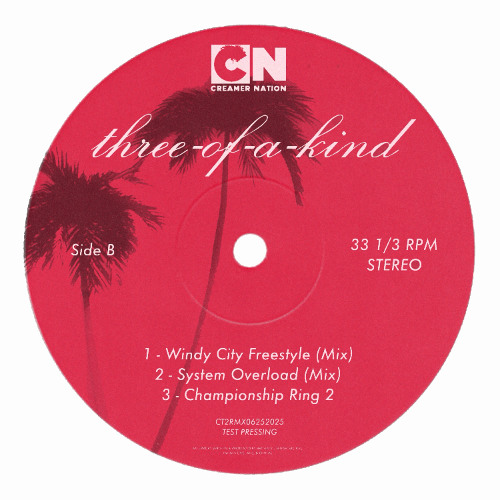 CN
CREAMER NATION
three-of-a-kind
Side B
33 1/3 RPM
STEREO
1 - Windy City Freestyle (Mix)
2 - System Overload (Mix)
3 - Championship Ring 2
CT2RMX06252025
TEST PRESSING